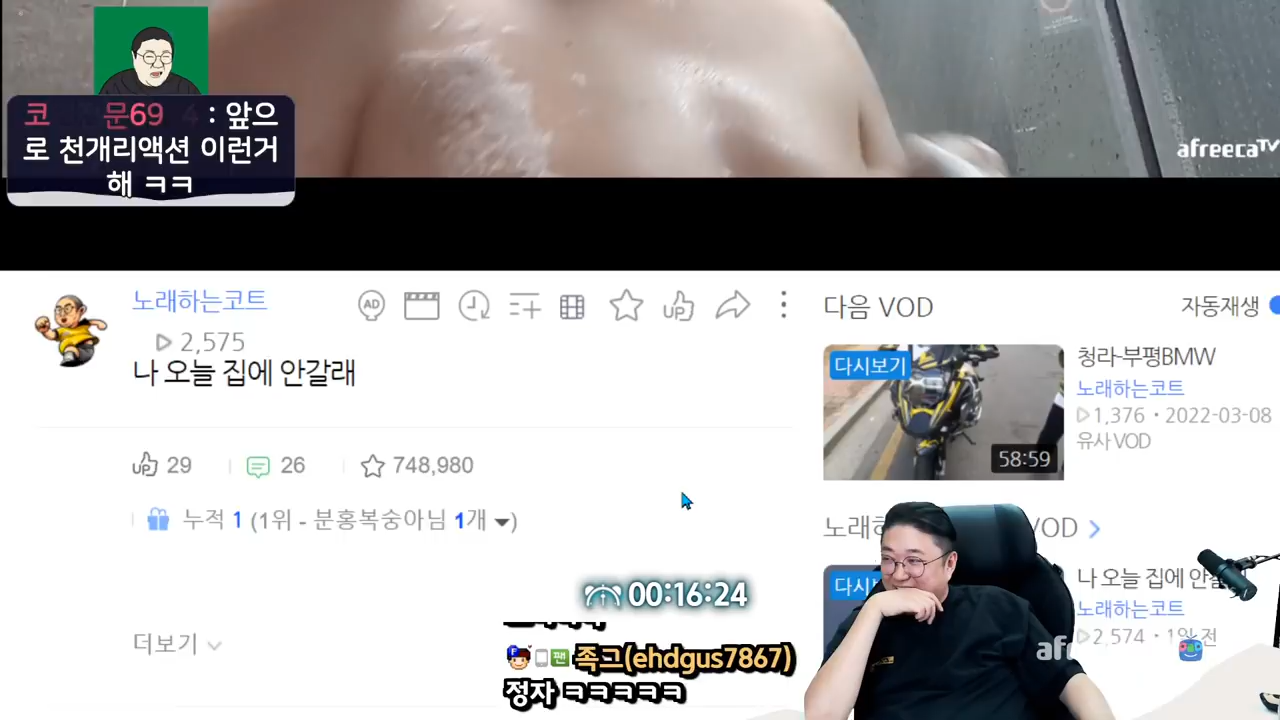 코 문69 4 : 앞으
로 천개리액션 이런거
해 ㅋㅋ
afreecaTV
노래하는코트
2,575
나 오늘 집에 안갈래
AD
UP 29
26
748,980
누적 1 (1위 - 분홍복숭아님 1개
)
더보기
다음 VOD
자동재생
다시보기
58:59
청라-부평BMW
노래하는코트
1,376 · 2022-03-08
유사 VOD
노래
VOD
다시
나 오늘 집에 안갈
노래하는코트
2,574 · 1일 전
af
00:16:24
F 팬 족그(ehdgus7867)
정자 ㅋㅋㅋㅋㅋ